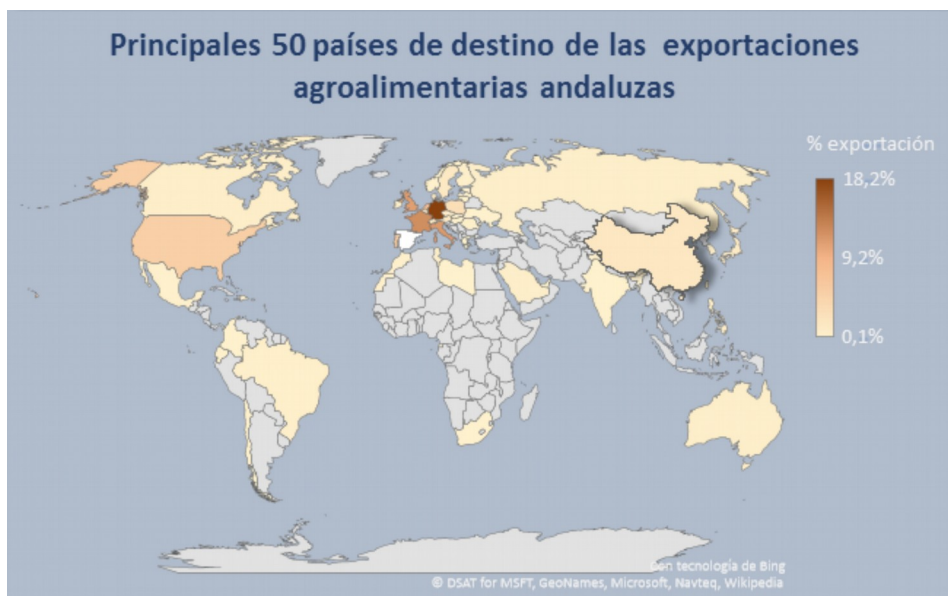 Principales 50 países de destino de las exportaciones
agroalimentarias andaluzas
% exportación
18,2%
9,2%
0,1%
Con tecnología de Bing
© DSAT for MSFT, GeoNames, Microsoft, Navteq, Wikipedia